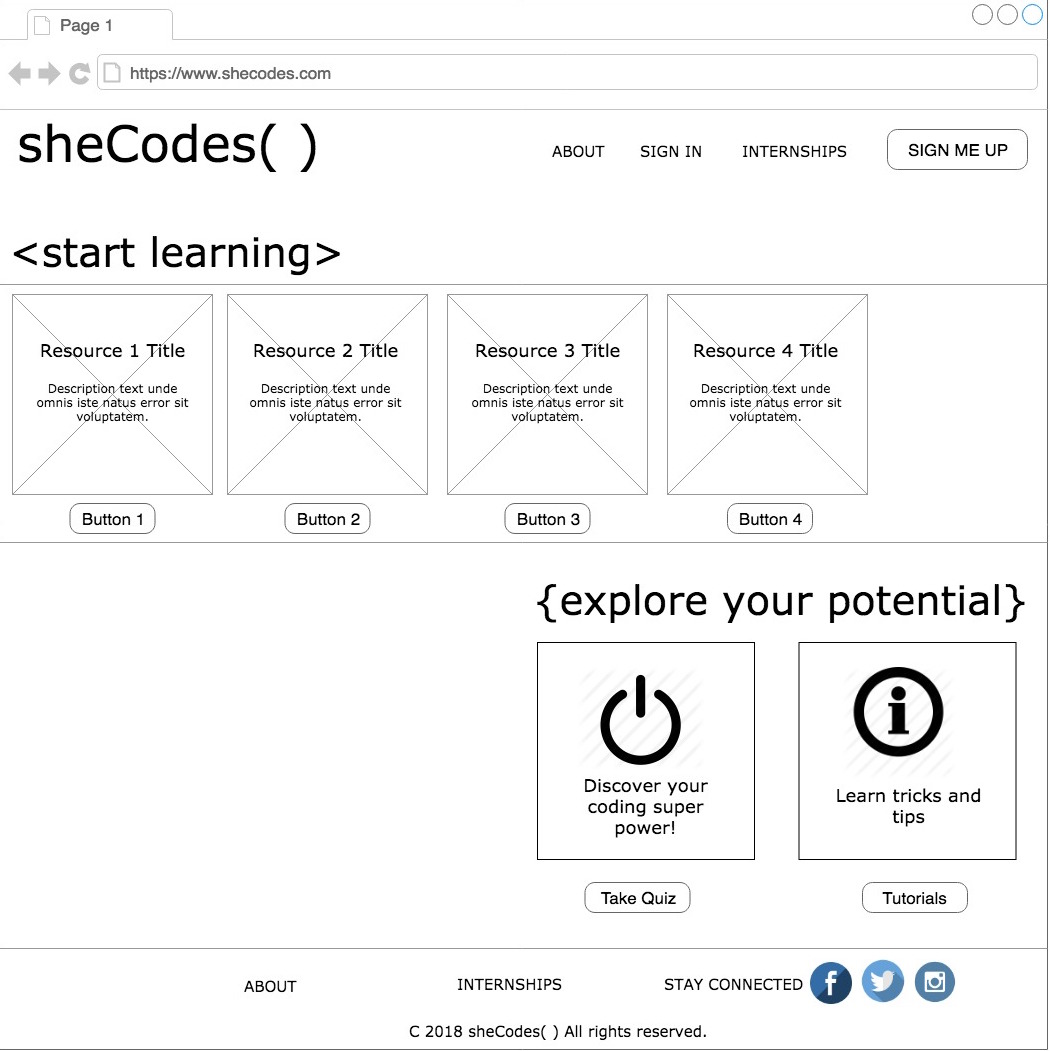 Page 1
https://www.shecodes.com
sheCodes( )
ABOUT SIGN IN INTERNSHIPS SIGN ME UP
<start learning>
Resource 1 Title
Description text unde
omnis iste natus error sit
voluptatem.
Button 1
Resource 2 Title
Description text unde
omnis iste natus error sit
voluptatem.
Button 2
Resource 3 Title
Description text unde
omnis iste natus error sit
voluptatem.
Button 3
Resource 4 Title
Description text unde
omnis iste natus error sit
voluptatem.
Button 4
{explore your potential}
Discover your
coding super
power!
Take Quiz
Learn tricks and
tips
Tutorials
ABOUT INTERNSHIPS STAY CONNECTED
C 2018 sheCodes( ) All rights reserved.